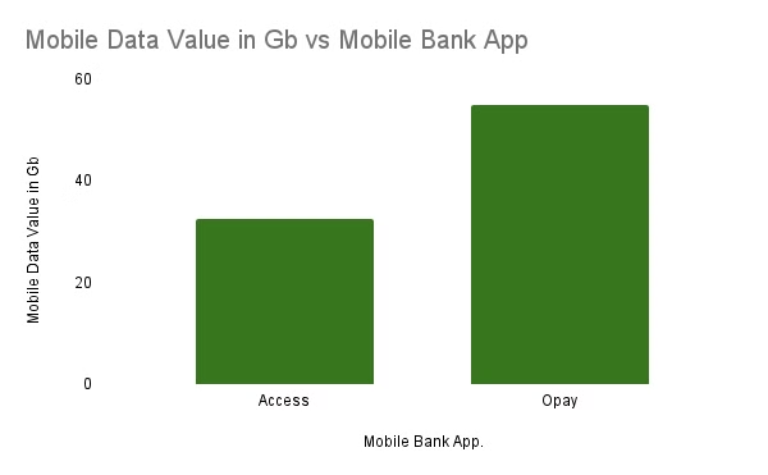 Mobile Data Value in Gb vs Mobile Bank App
60
40
20
0
Mobile Data Value in Gb
Access
Opay
Mobile Bank App.